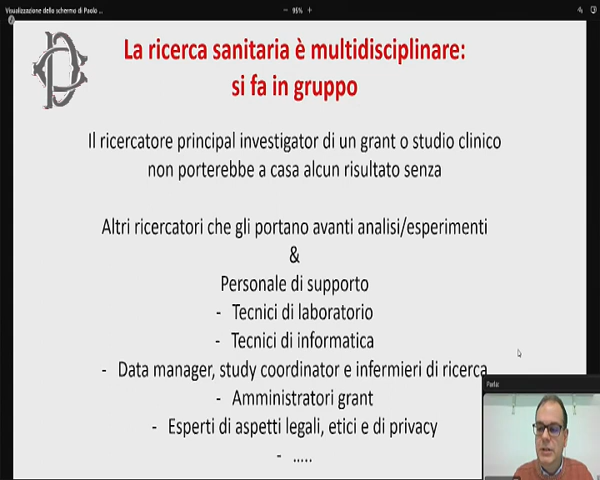 Visualizzazione dello schermo di Paolo ...
95%
La ricerca sanitaria è multidisciplinare:
si fa in gruppo
Il ricercatore principal investigator di un grant o studio clinico
non porterebbe a casa alcun risultato senza
Altri ricercatori che gli portano avanti analisi/esperimenti
&
Personale di supporto
- Tecnici di laboratorio
- Tecnici di informatica
- Data manager, study coordinator e infermieri di ricerca
- Amministratori grant
- Esperti di aspetti legali, etici e di privacy
- .....